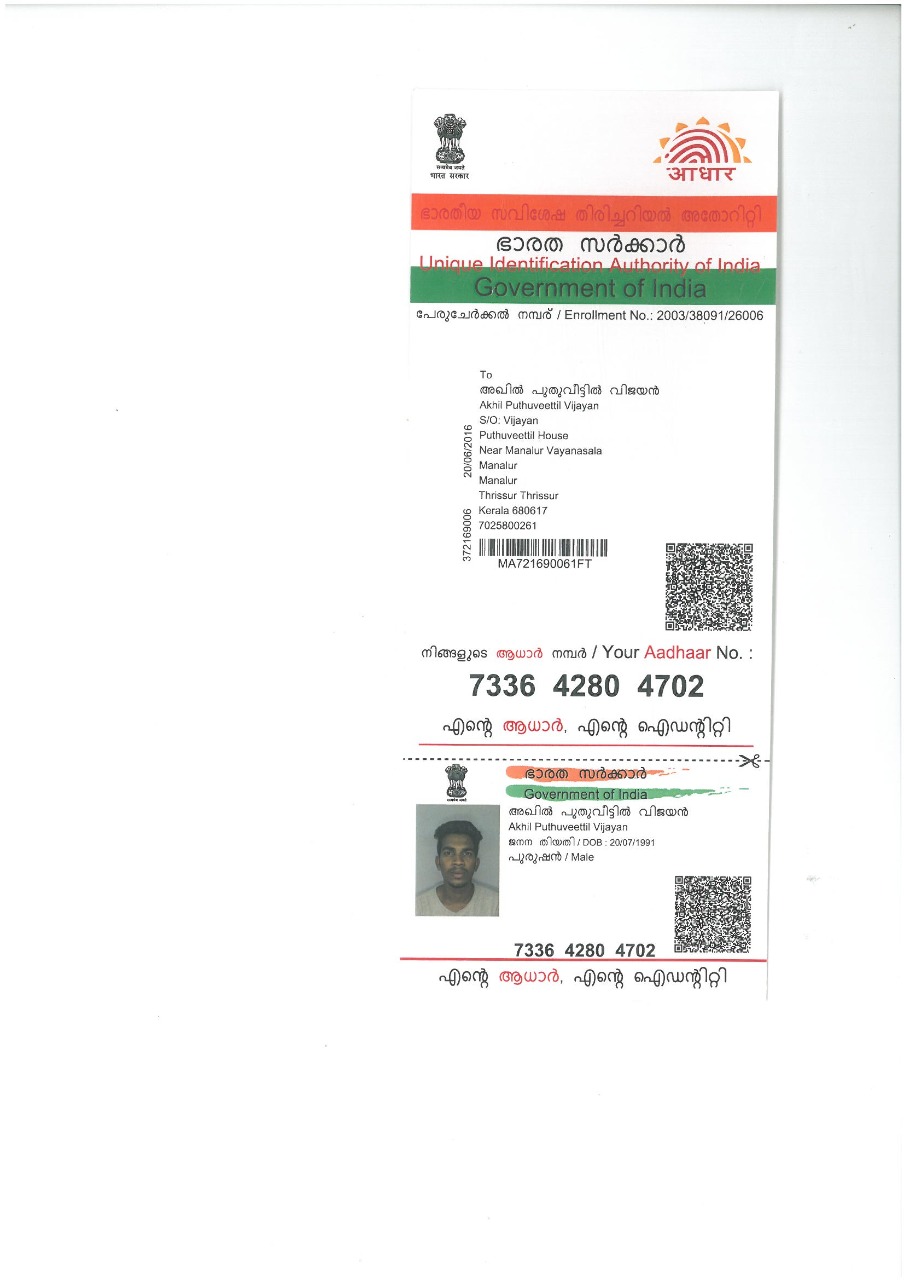 सत्यमेव जयते
भारत सरकार
आधार
ഭാരതീയ സവിശേഷ തിരിച്ചറിയൽ അതോറിറ്റി
ഭാരത സർക്കാർ
Unique Identification Authority of India
Government of India
പേരുചേർക്കൽ നമ്പര് / Enrollment No.: 2003/38091/26006
To
അഖിൽ പുതുവീട്ടിൽ വിജയൻ
Akhil Puthuveettil Vijayan
S/O: Vijayan
Puthuveettil House
Near Manalur Vayanasala
Manalur
Manalur
Thrissur Thrissur
Kerala 680617
7025800261
20/06/2016
372169006
MA721690061FT
നിങ്ങളുടെ ആധാർ നമ്പർ / Your Aadhaar No. :
7336 4280 4702
എന്റെ ആധാർ, എന്റെ ഐഡന്റിറ്റി
ഭാരത സർക്കാർ
Government of India
അഖിൽ പുതുവീട്ടിൽ വിജയൻ
Akhil Puthuveettil Vijayan
ജനന തിയതി / DOB : 20/07/1991
പുരുഷൻ / Male
7336 4280 4702
എന്റെ ആധാർ, എന്റെ ഐഡന്റിറ്റി